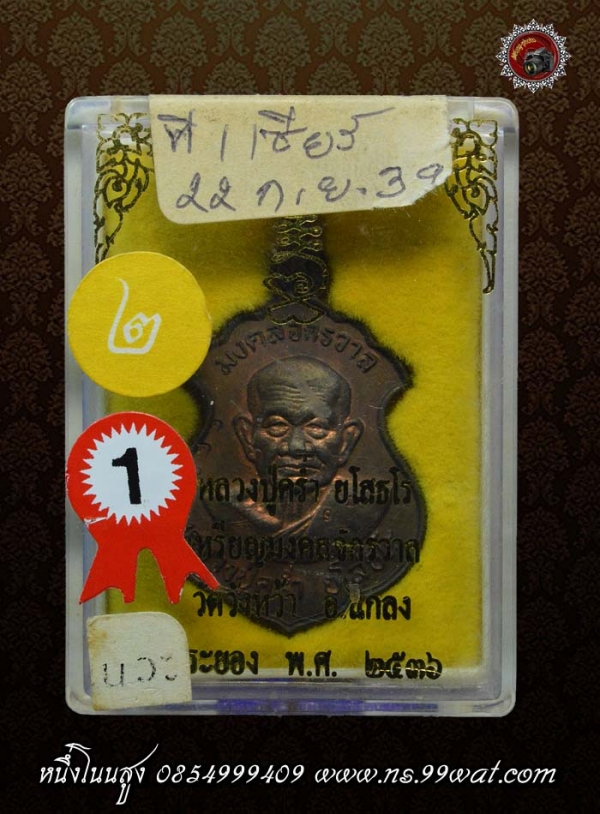 ที่ 1 เซียร์
22 ก.ย. 39
๒
มงคลจักรวาล
1
หลวงปู่คร่ำ ยโสธโร
เหรียญมงคลจักรวาล
วัดวังหว้า อ.แกลง
ระยอง พ.ศ. ๒๕๓๖
หนึ่งโนนสูง 0854999409 www.ns.99wat.com